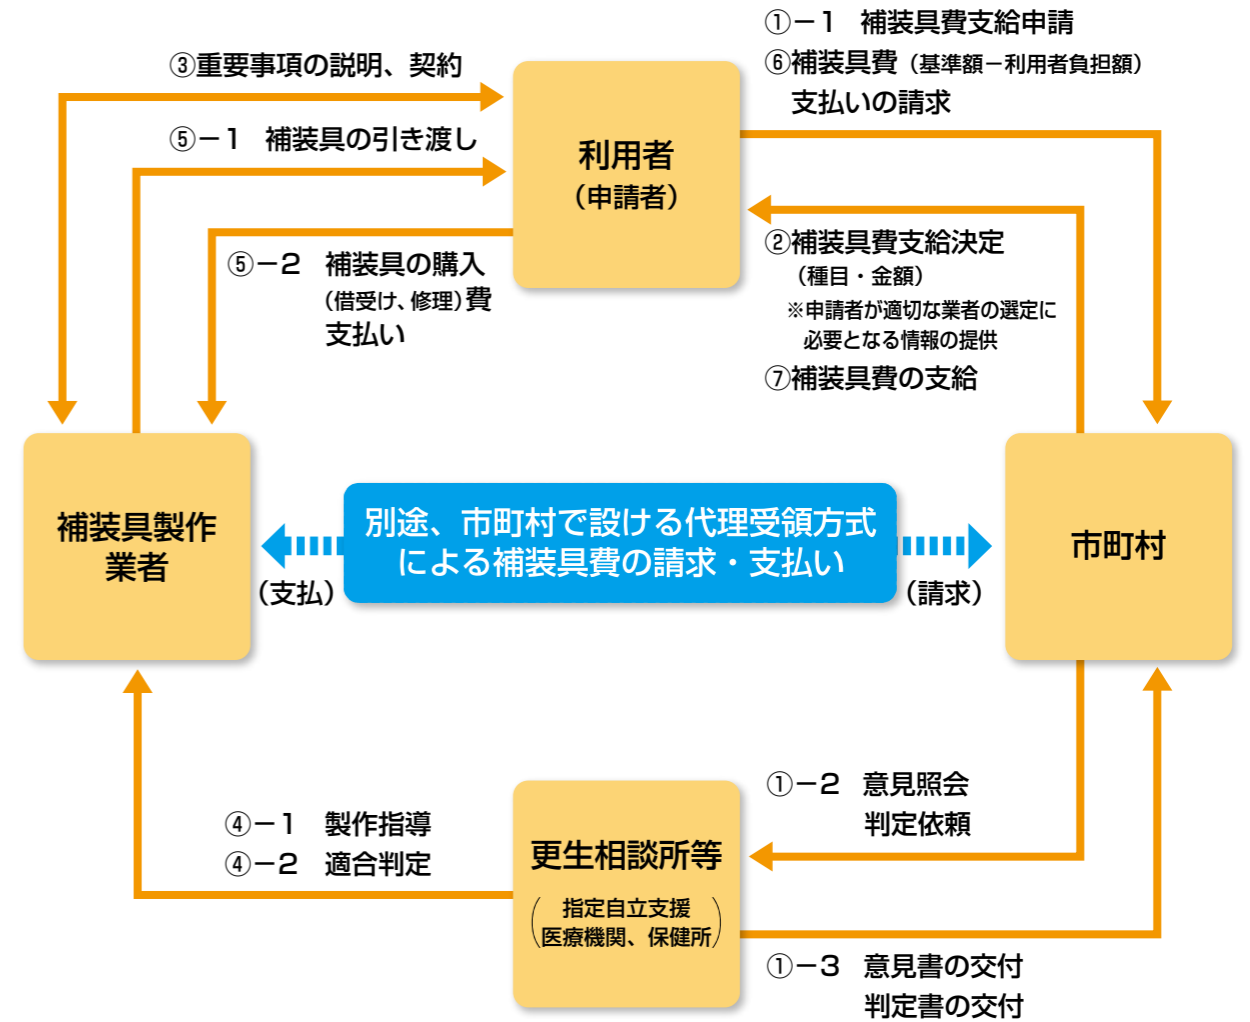 ①－1 補装具費支給申請
⑥補装具費（基準額－利用者負担額）
支払いの請求
③重要事項の説明、契約
⑤－1 補装具の引き渡し
利用者
（申請者）
⑤－2 補装具の購入
（借受け、修理）費
支払い
②補装具費支給決定
（種目・金額）
※申請者が適切な業者の選定に
必要となる情報の提供
⑦補装具費の支給
補装具製作
業者
別途、市町村で設ける代理受領方式
による補装具費の請求・支払い
（支払）
（請求）
市町村
④－1 製作指導
④－2 適合判定
更生相談所等
（指定自立支援
医療機関、保健所）
①－2 意見照会
判定依頼
①－3 意見書の交付
判定書の交付